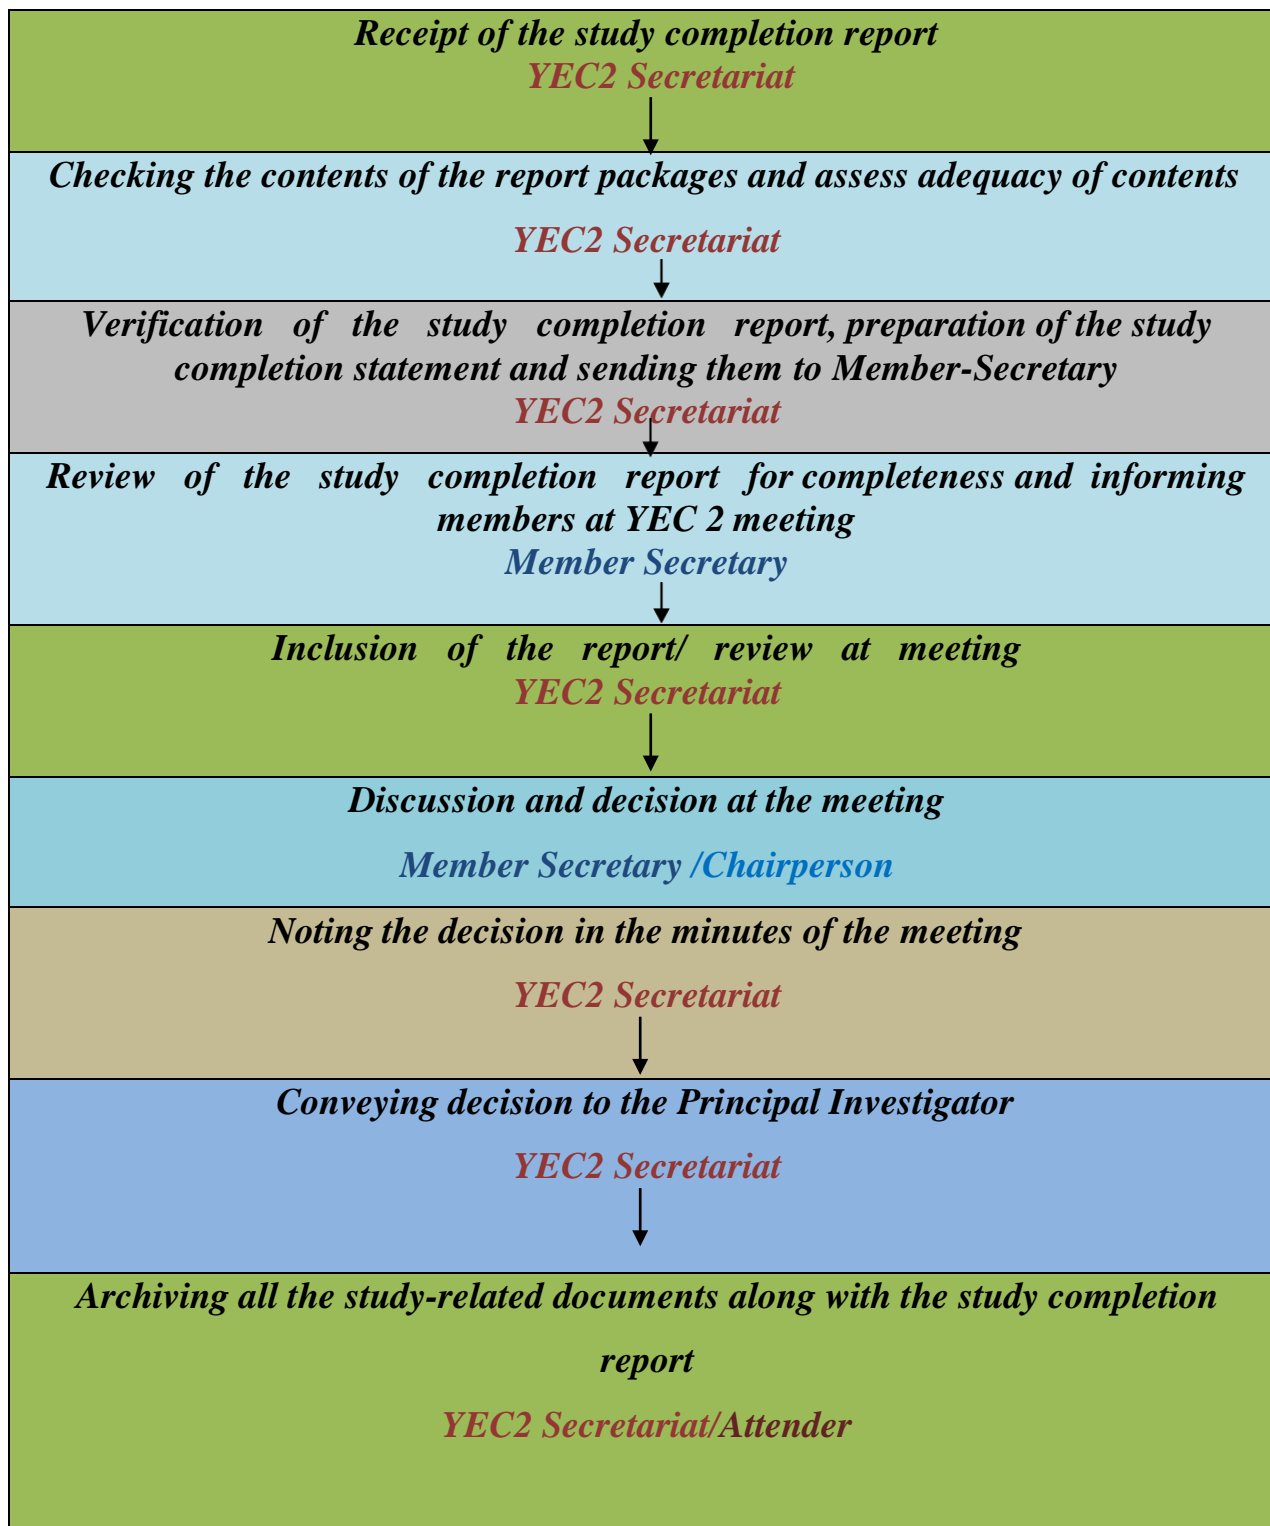 Receipt of the study completion report
YEC2 Secretariat
Checking the contents of the report packages and assess adequacy of contents
YEC2 Secretariat
Verification of the study completion report, preparation of the study
completion statement and sending them to Member-Secretary
YEC2 Secretariat
Review of the study completion report for completeness and informing
members at YEC 2 meeting
Member Secretary
Inclusion of the report/ review at meeting
YEC2 Secretariat
Discussion and decision at the meeting
Member Secretary /Chairperson
Noting the decision in the minutes of the meeting
YEC2 Secretariat
Conveying decision to the Principal Investigator
YEC2 Secretariat
Archiving all the study-related documents along with the study completion
report
YEC2 Secretariat/Attender